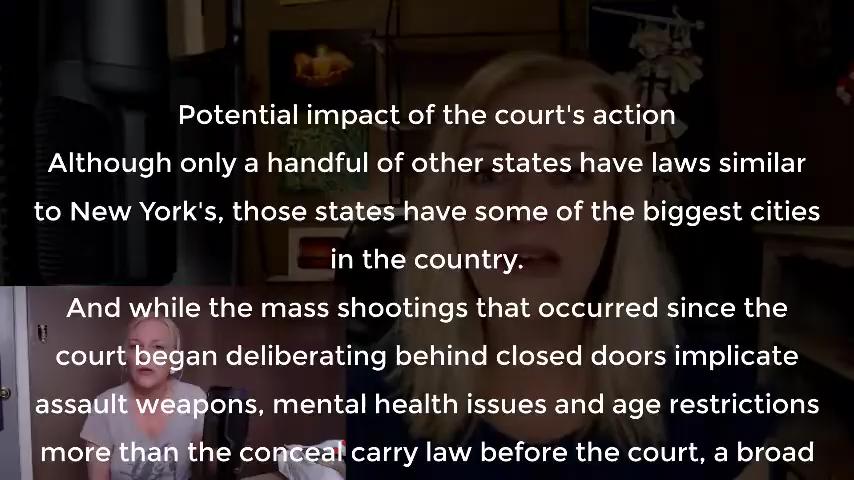 Potential impact of the court's action
Although only a handful of other states have laws similar
to New York's, those states have some of the biggest cities
in the country.
And while the mass shootings that occurred since the
court began deliberating behind closed doors implicate
assault weapons, mental health issues and age restrictions
more than the conceal carry law before the court, a broad